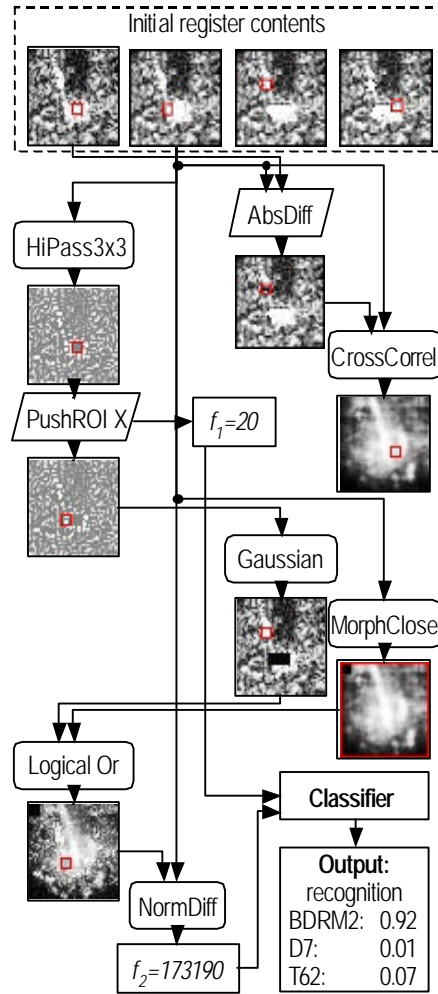 Initial register contents
AbsDiff
HiPass3x3
CrossCorrel
PushROI X
f1=20
Gaussian
MorphClose
Logical Or
Classifier
Output:
recognition
BDRM2: 0.92
D7: 0.01
T62: 0.07
NormDiff
f2=173190